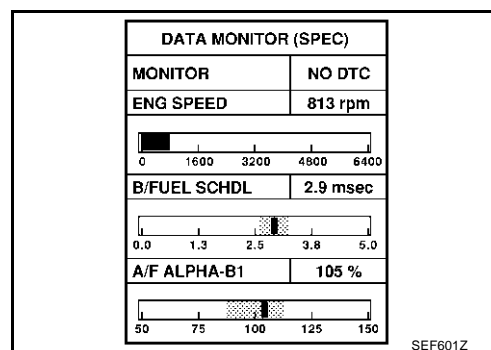 DATA MONITOR (SPEC)
MONITOR NO DTC
ENG SPEED 813 rpm
0 1600 3200 4800 6400
B/FUEL SCHDL 2.9 msec
0.0 1.3 2.5 3.8 5.0
A/F ALPHA-B1 105 %
50 75 100 125 150
SEF601Z